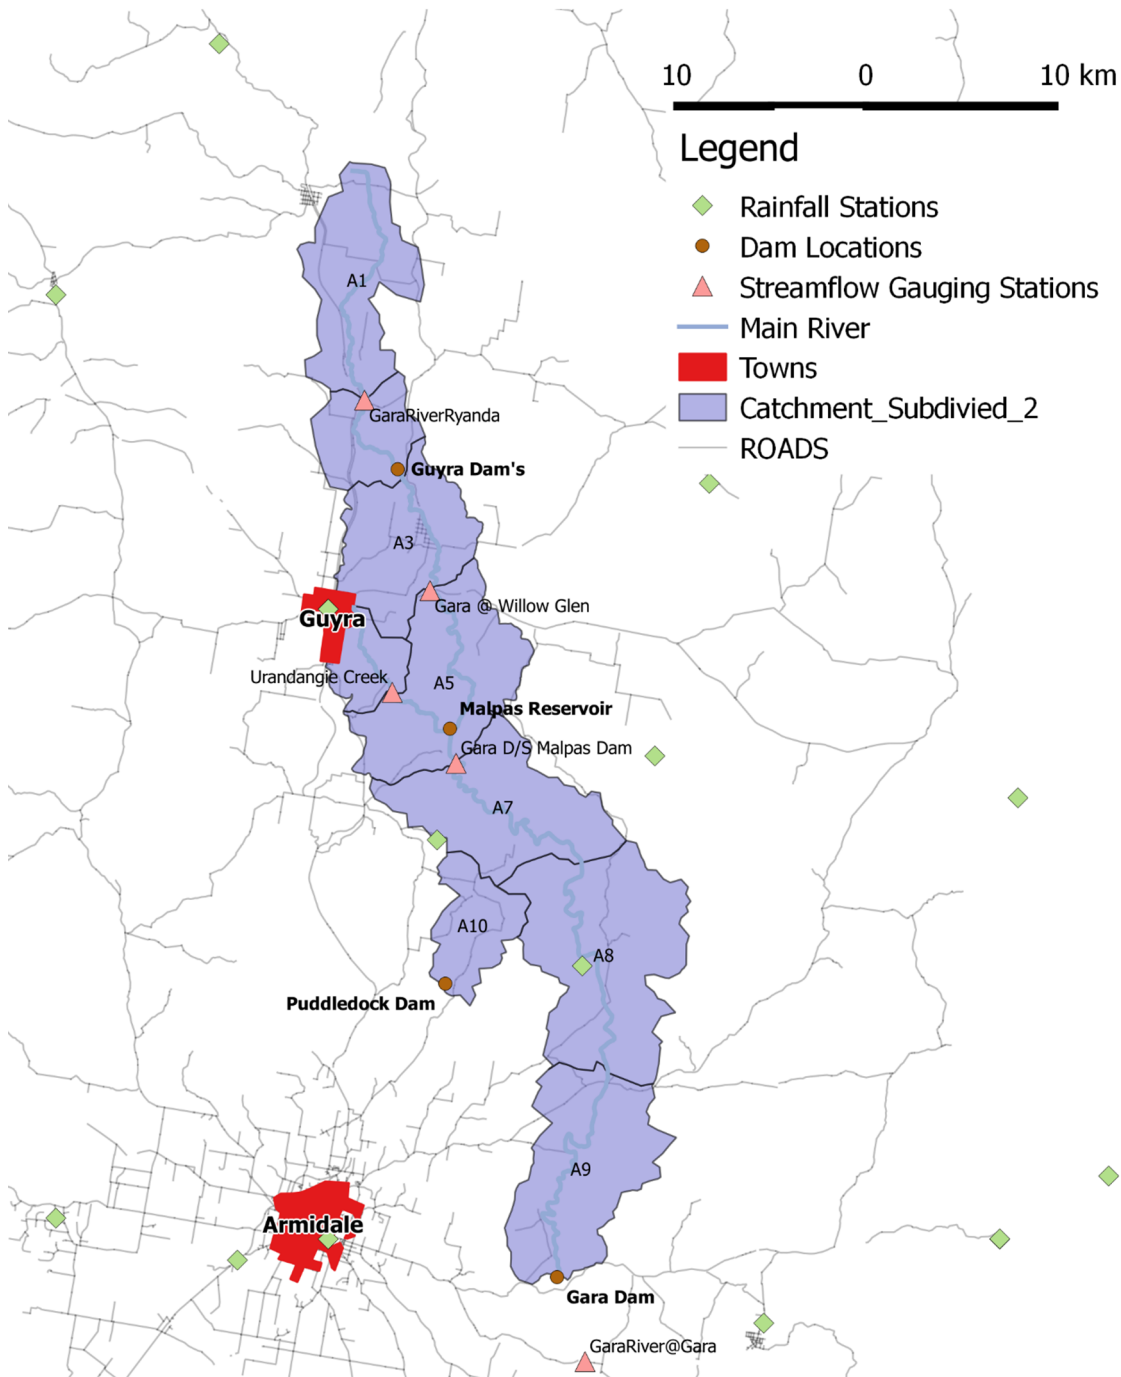 10 0 10 km
Legend
Rainfall Stations
Dam Locations
Streamflow Gauging Stations
Main River
Towns
Catchment_Subdivied_2
ROADS
A1
GaraRiverRyanda
Guyra Dam's
A3
Gara @ Willow Glen
Guyra
Urandangie Creek
A5
Malpas Reservoir
Gara D/S Malpas Dam
A7
A10
A8
Puddledock Dam
A9
Armidale
Gara Dam
GaraRiver@Gara